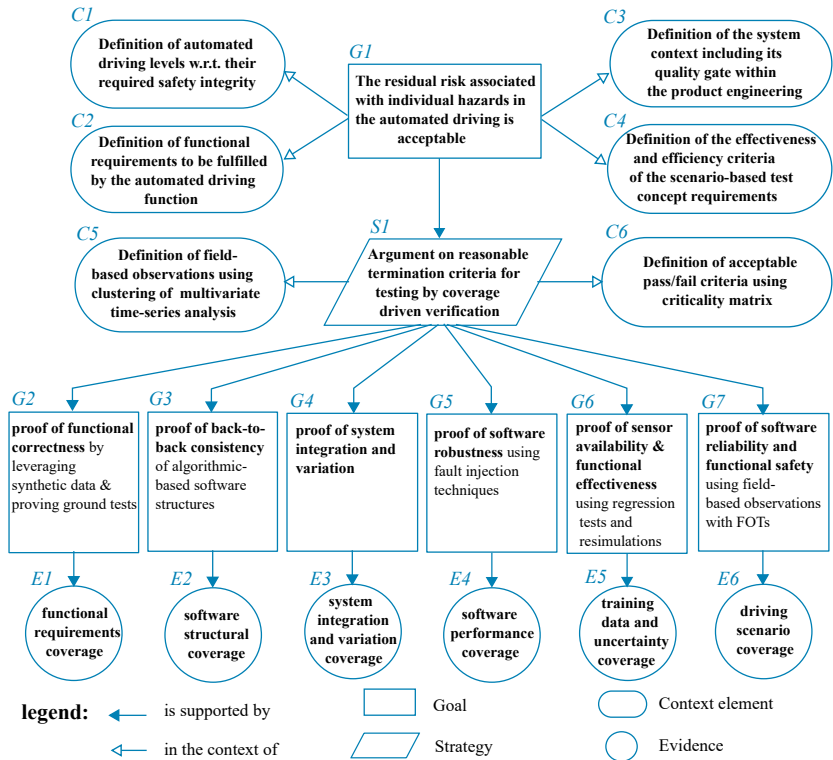 C1
Definition of automated
driving levels w.r.t. their
required safety integrity
G1
The residual risk associated
with individual hazards in
the automated driving is
acceptable
C3
Definition of the system
context including its
quality gate within
the product engineering
C2
Definition of functional
requirements to be fulfilled
by the automated driving
function
C4
Definition of the effectiveness
and efficiency criteria
of the scenario-based test
concept requirements
C5
Definition of field-
based observations using
clustering of multivariate
time-series analysis
S1
Argument on reasonable
termination criteria for
testing by coverage
driven verification
C6
Definition of acceptable
pass/fail criteria using
criticality matrix
G2
proof of functional
correctness by
leveraging
synthetic data &
proving ground tests
G3
proof of back-to-
back consistency
of algorithmic-
based software
structures
G4
proof of system
integration and
variation
G5
proof of software
robustness using
fault injection
techniques
G6
proof of sensor
availability &
functional
effectiveness
using regression
tests and
resimulations
G7
proof of software
reliability and
functional safety
using field-
based observations
with FOTs
E1
functional
requirements
coverage
E2
software
structural
coverage
E3
system
integration
and variation
coverage
E4
software
performance
coverage
E5
training
data and
uncertainty
coverage
E6
driving
scenario
coverage
legend:
is supported by
Goal
Context element
in the context of
Strategy
Evidence